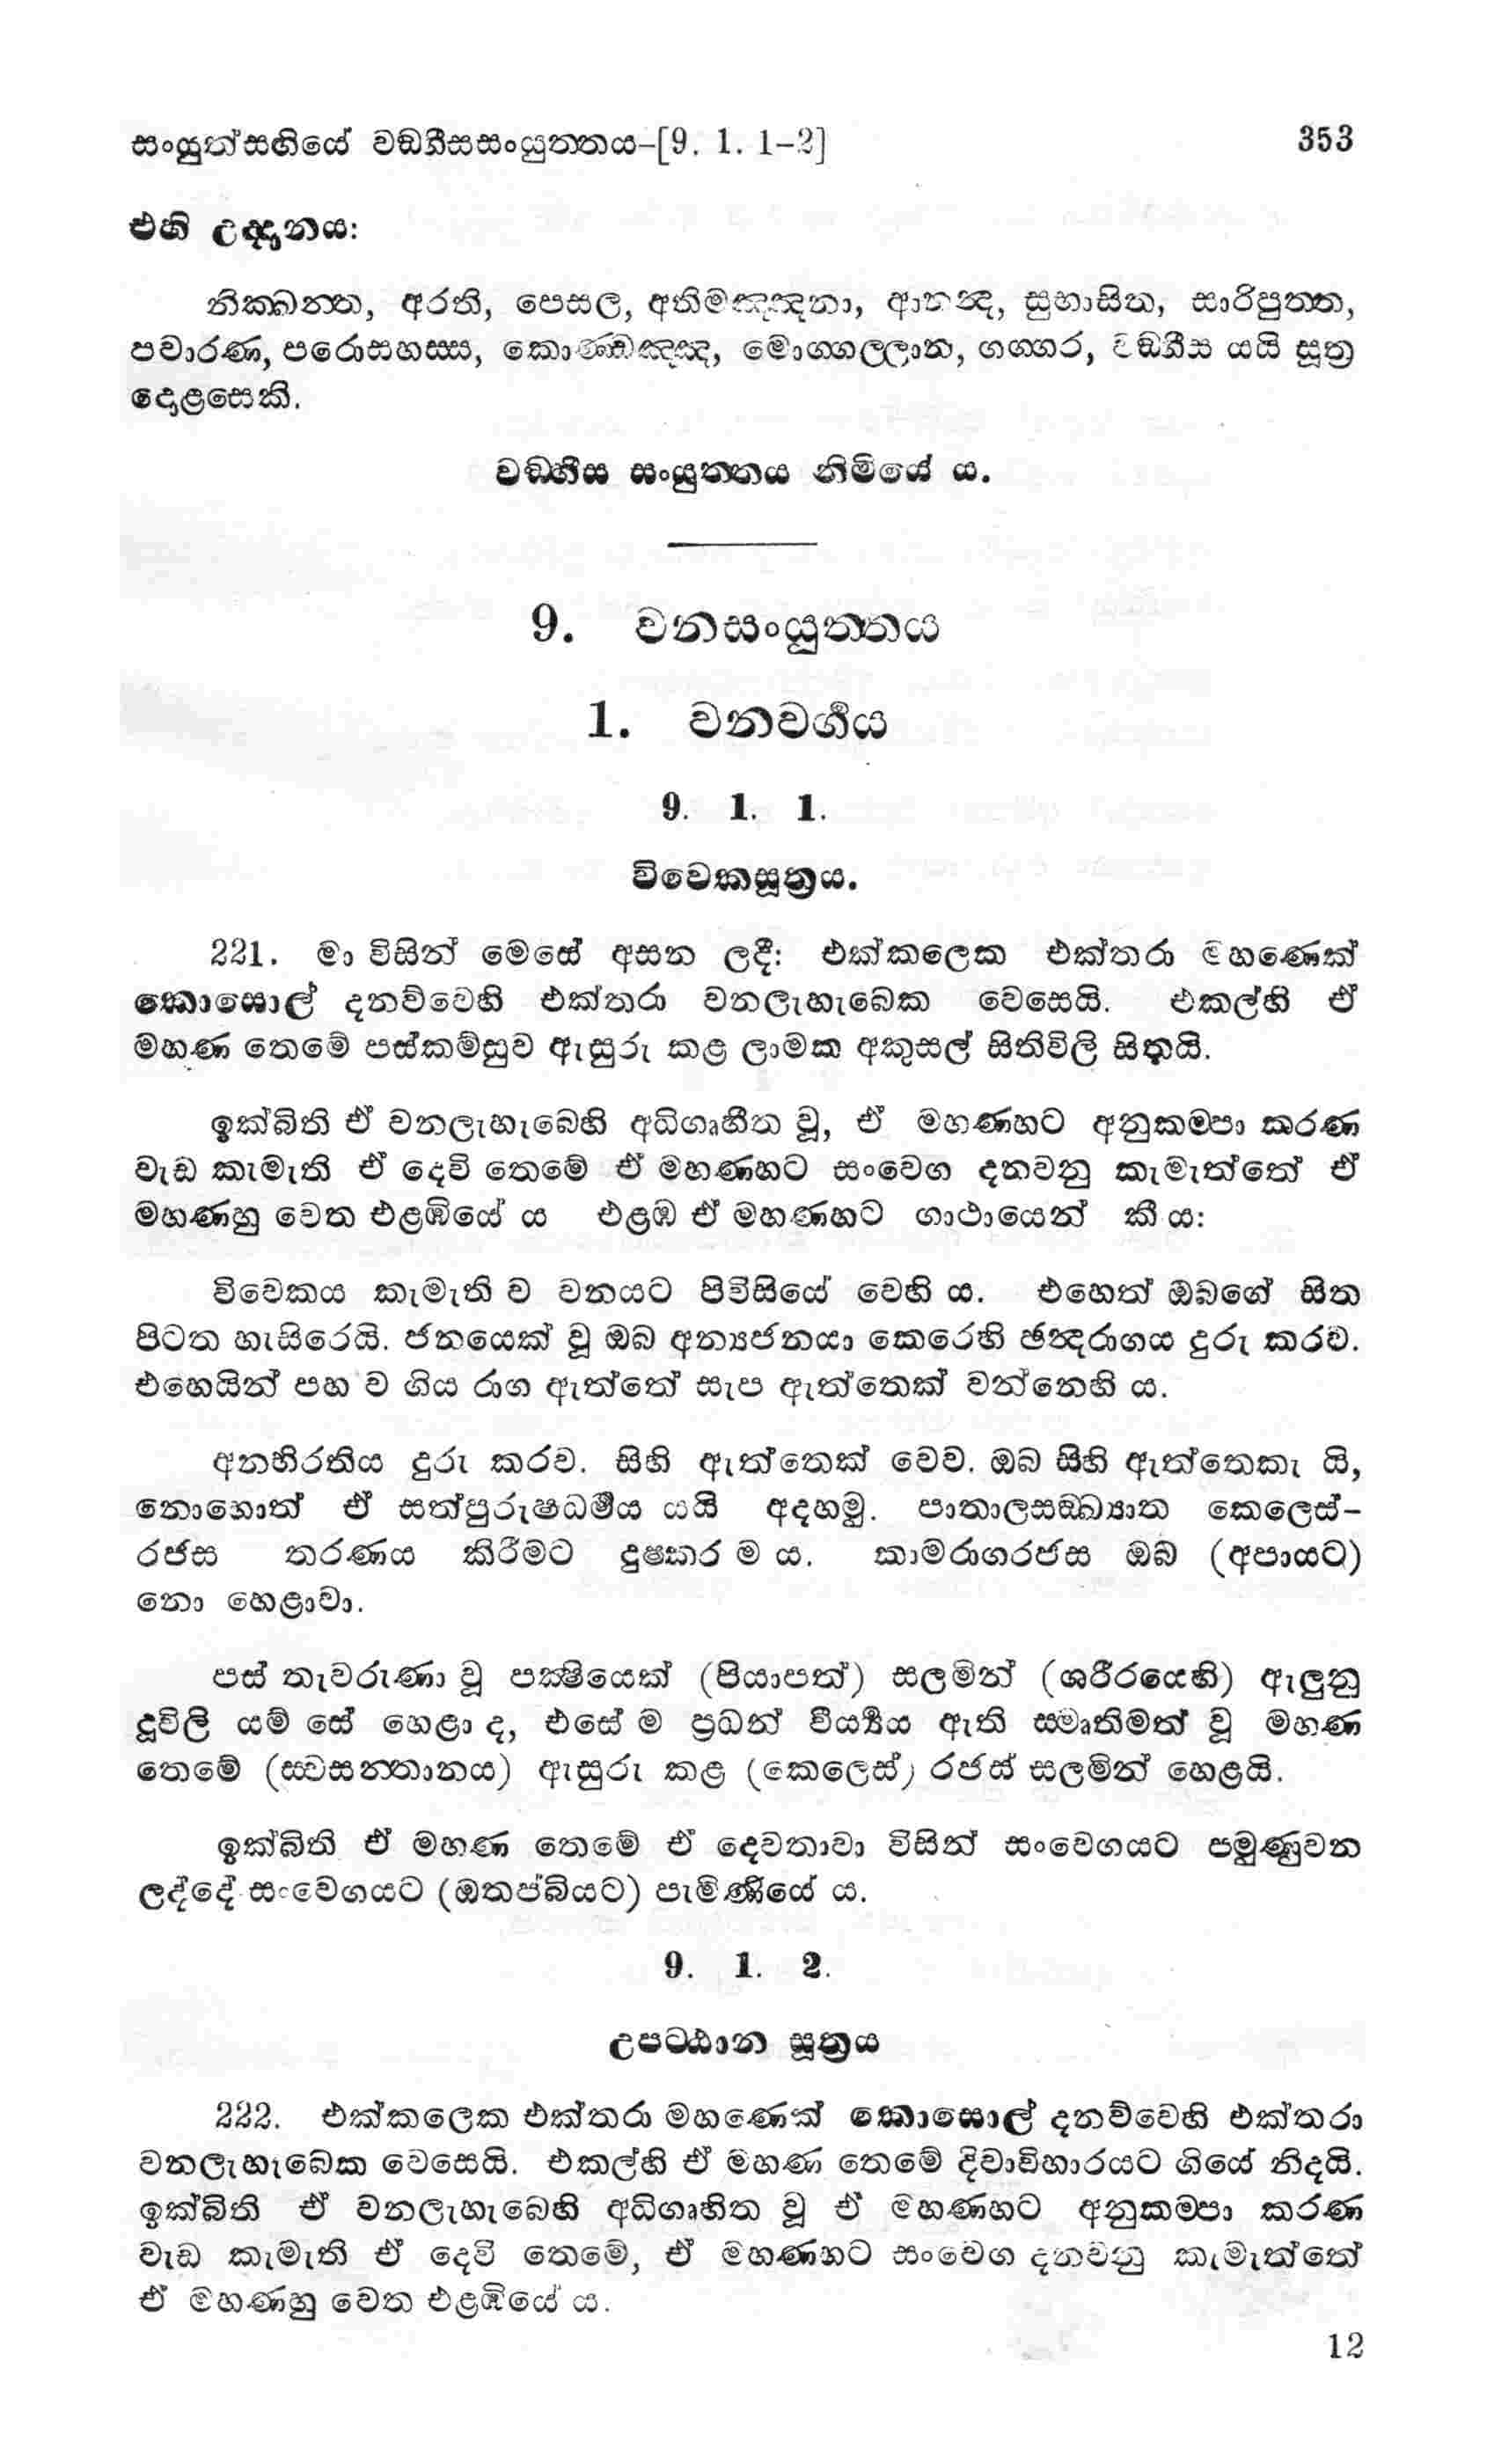 සංයුත්සඟියේ වඞ්ගීසසංයුත්තය–[9. 1. 1–2] 353
එහි උද්දානය:
නික්ඛන්ත, අරති, පෙසල, අතිමඤ්ඤනා, ආනන්ද, සුභාසිත, සාරිපුත්ත,
පවාරණ, පරොසහස්ස, කොණ්ඩඤ්ඤ, මොග්ගල්ලාන, ගග්ගර, වඞ්ගීස යයි සූත්‍ර
දොළසෙකි.
වඞ්ගීස සංයුත්තය නිමියේ ය.
9. වනසංයුත්තය
1. වනවර්ගය
9. 1. 1.
විවෙකසූත්‍රය.
221. මා විසින් මෙසේ අසන ලදී: එක්කලෙක එක්තරා මහණෙක්
කොසොල් දනව්වෙහි එක්තරා වනලැහැබෙක වෙසෙයි. එකල්හි ඒ
මහණ තෙමේ පස්කම්සුව ඇසුරු කළ ලාමක අකුසල් සිතිවිලි සිතයි.
ඉක්බිති ඒ වනලැහැබෙහි අධිගෘහීත වූ, ඒ මහණහට අනුකම්පා කරණ
වැඩ කැමැති ඒ දෙවි තෙමේ ඒ මහණහට සංවෙග දනවනු කැමැත්තේ ඒ
මහණහු වෙත එළඹියේ ය එළඹ ඒ මහණහට ගාථායෙන් කී ය:
විවෙකය කැමැති ව වනයට පිවිසියේ වෙහි ය. එහෙත් ඔබගේ සිත
පිටත හැසිරෙයි. ජනයෙක් වූ ඔබ අන්‍යජනයා කෙරෙහි ඡන්දරාගය දුරු කරව.
එහෙයින් පහ ව ගිය රාග ඇත්තේ සැප ඇත්තෙක් වන්නෙහි ය.
අනභිරතිය දුරු කරව. සිහි ඇත්තෙක් වෙව. ඔබ සිහි ඇත්තෙකැ යි,
නොහොත් ඒ සත්පුරුෂධර්මය යයි අදහමු. පාතාලසඞ්ඛ්‍යාත කෙලෙස්–
රජස තරණය කිරීමට දුෂ්කර ම ය. කාමරාගරජස ඔබ (අපායට)
නො හෙළාවා.
පස් තැවරුණා වූ පක්ෂියෙක් (පියාපත්) සලමින් (ශරීරයෙහි) ඇලුනු
දූවිලි යම් සේ හෙළා ද, එසේ ම ප්‍රධන් වීර්‍ය්‍යය ඇති සමෘතිමත් වූ මහණ
තෙමේ (ස්වසන්තානය) ඇසුරු කළ (කෙලෙස්) රජස් සලමින් හෙළයි.
ඉක්බිති ඒ මහණ තෙමේ ඒ දෙවතාවා විසින් සංවෙගයට පමුණුවන
ලද්දේ සංවෙගයට (ඔතප්බියට) පැමිණියේ ය.
9. 1. 2.
උපට්ඨාන සූත්‍රය
222. එක්කලෙක එක්තරා මහණෙක් කොසොල් දනව්වෙහි එක්තරා
වනලැහැබෙක වෙසෙයි. එකල්හි ඒ මහණ තෙමේ දිවාවිහාරයට ගියේ නිදයි.
ඉක්බිති ඒ වනලැහැබෙහි අධිගෘහිත වූ ඒ මහණහට අනුකම්පා කරණ
වැඩ කැමැති ඒ දෙවි තෙමේ, ඒ මහණහට සංවෙග දනවනු කැමැත්තේ
ඒ මහණහු වෙත එළඹියේ ය.
12